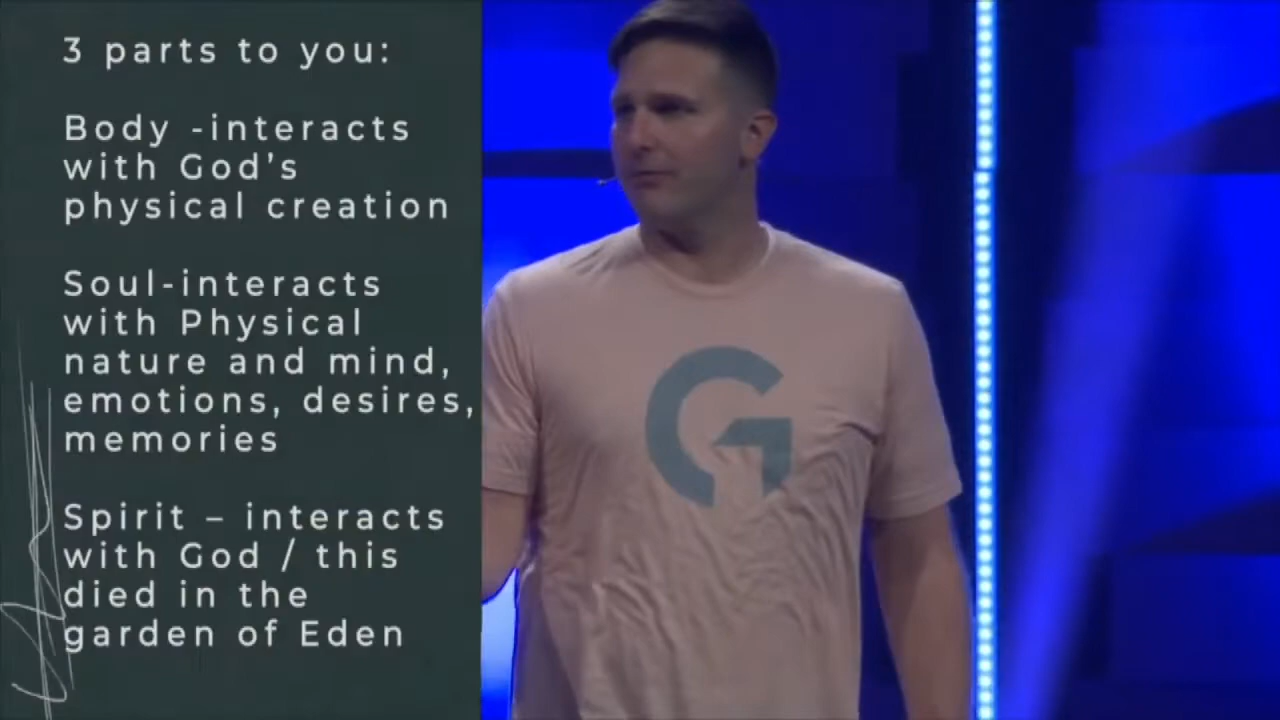 3 parts to you:
Body -interacts
with God's
physical creation
Soul-interacts
with Physical
nature and mind,
emotions, desires,
memories
Spirit – interacts
with God / this
died in the
garden of Eden
G